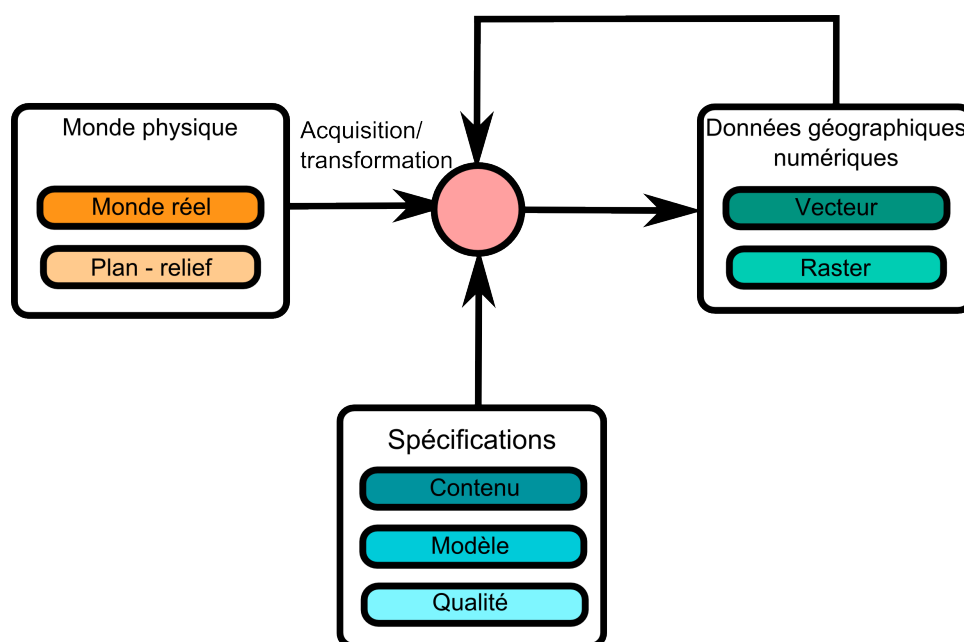 Monde physique
Monde réel
Plan - relief
Acquisition/
transformation
Données géographiques
numériques
Vecteur
Raster
Spécifications
Contenu
Modèle
Qualité